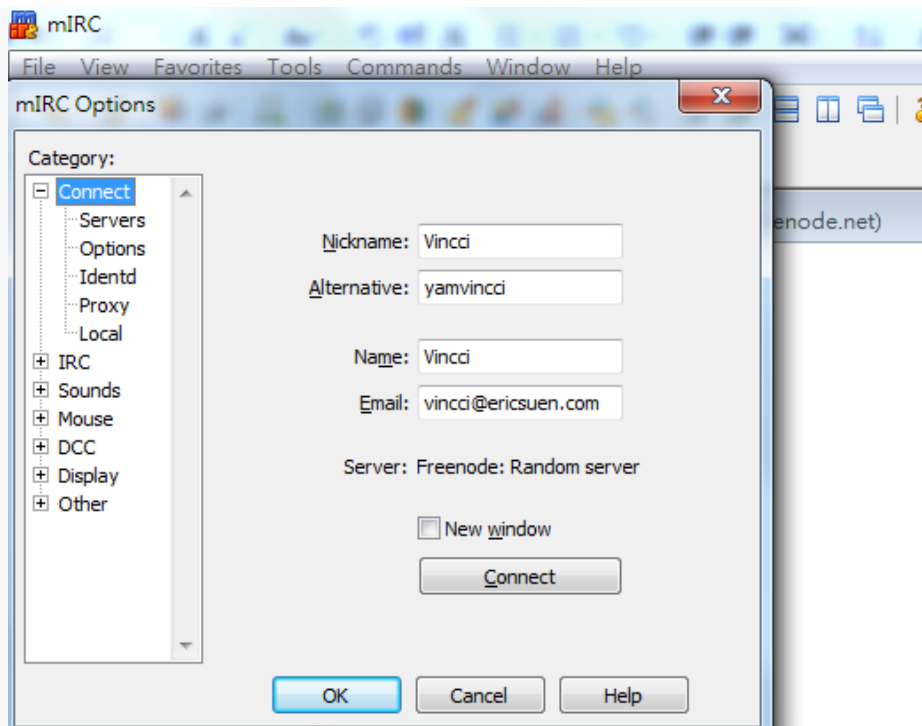 mIRC
File View Favorites Tools Commands Window Help
mIRC Options
Category:
Connect
Servers
Options
Identd
Proxy
Local
IRC
Sounds
Mouse
DCC
Display
Other
Nickname: Vincci
Alternative: yamvincci
Name: Vincci
Email: vincci@ericsuen.com
Server: Freenode: Random server
New window
Connect
OK Cancel Help
enode.net)